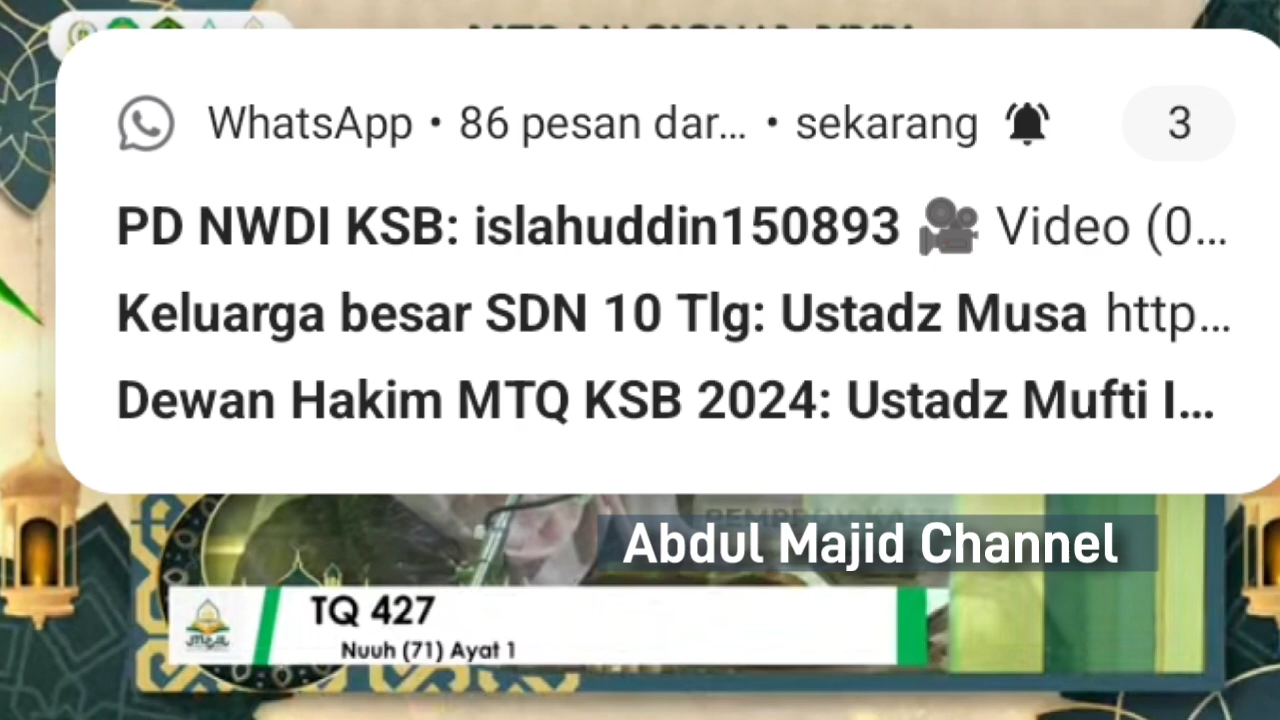 WhatsApp • 86 pesan dar... • sekarang 3
PD NWDI KSB: islahuddin150893 🎥 Video (0...
Keluarga besar SDN 10 Tlg: Ustadz Musa http...
Dewan Hakim MTQ KSB 2024: Ustadz Mufti I...
Abdul Majid Channel
TQ 427
Nuuh (71) Ayat 1